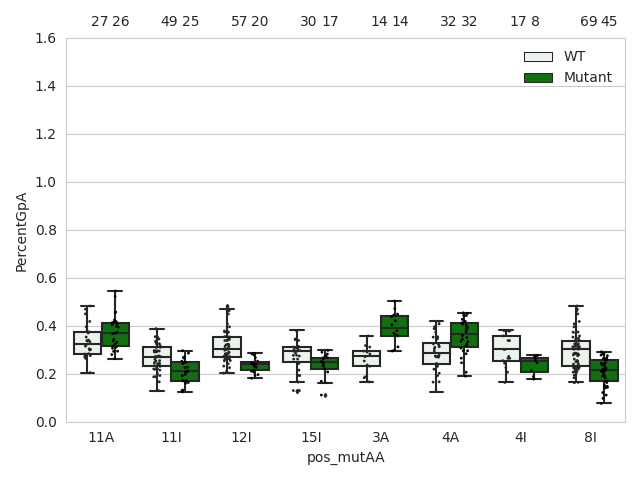 27 26 49 25 57 20 30 17 14 14 32 32 17 8 69 45
1.6
WT
Mutant
1.4
1.2
1.0
0.8
0.6
0.4
0.2
0.0
PercentGpA
11A 11I 12I 15I 3A 4A 4I 8I
pos_mutAA